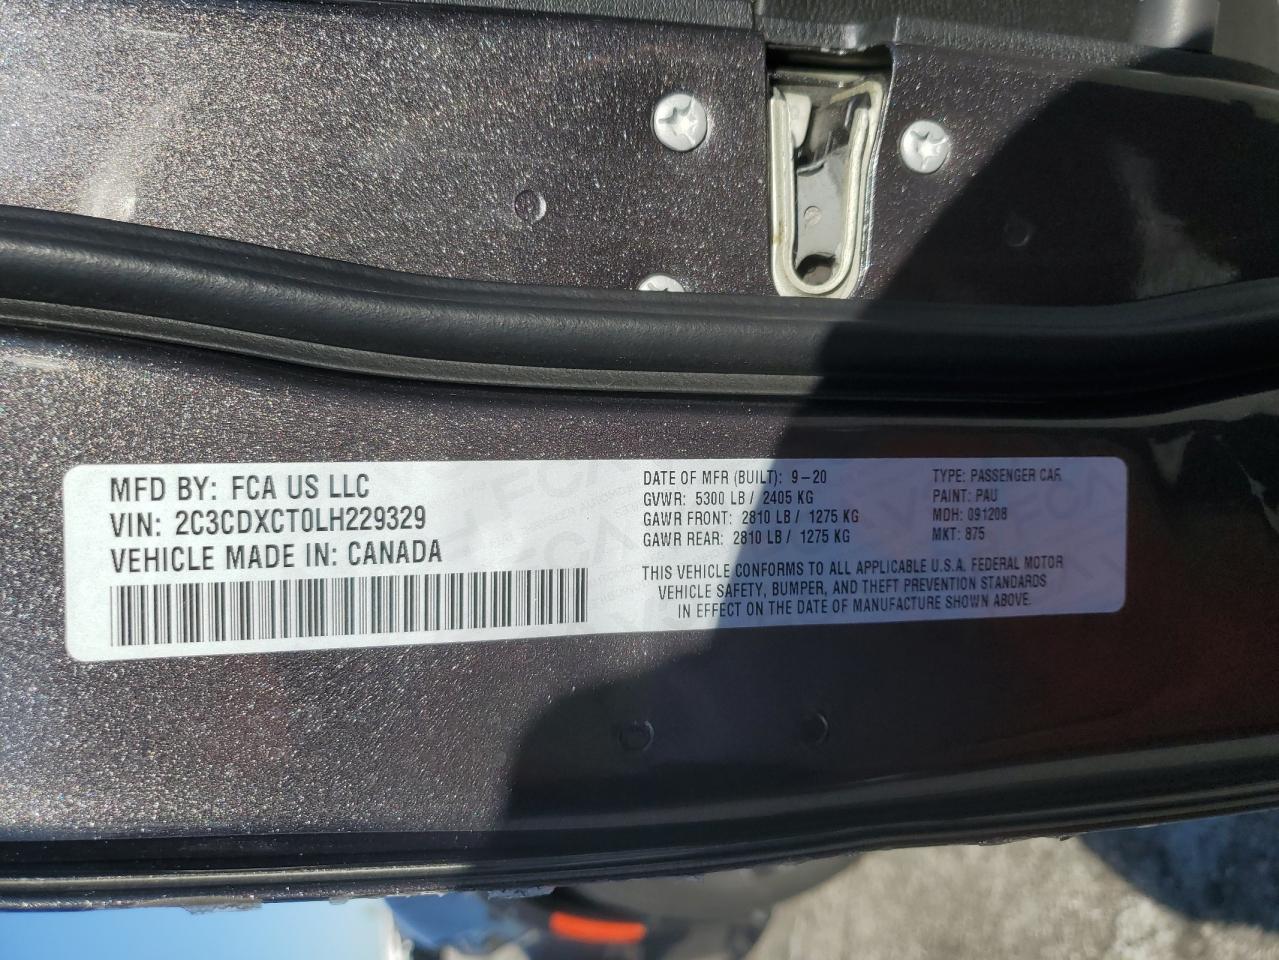 MFD BY: FCA US LLC
VIN: 2C3CDXCT0LH229329
VEHICLE MADE IN: CANADA
DATE OF MFR (BUILT): 9-20
GVWR: 5300 LB / 2405 KG
GAWR FRONT: 2810 LB / 1275 KG
GAWR REAR: 2810 LB / 1275 KG
TYPE: PASSENGER CAR
PAINT: PAU
MDH: 091208
MKT: 875
THIS VEHICLE CONFORMS TO ALL APPLICABLE U.S.A. FEDERAL MOTOR
VEHICLE SAFETY, BUMPER, AND THEFT PREVENTION STANDARDS
IN EFFECT ON THE DATE OF MANUFACTURE SHOWN ABOVE.